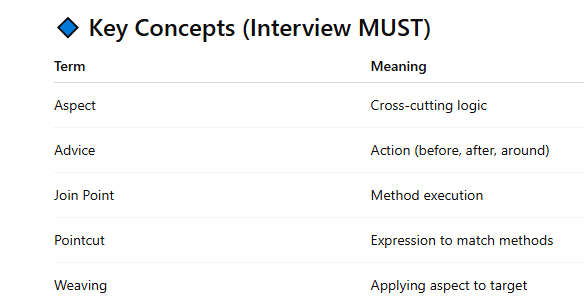 Key Concepts (Interview MUST)
Term Meaning
Aspect Cross-cutting logic
Advice Action (before, after, around)
Join Point Method execution
Pointcut Expression to match methods
Weaving Applying aspect to target